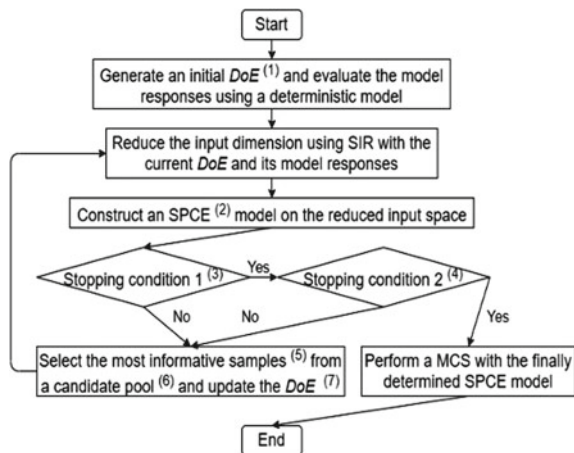 Start
Generate an initial DoE (1) and evaluate the model
responses using a deterministic model
Reduce the input dimension using SIR with the
current DoE and its model responses
Construct an SPCE (2) model on the reduced input space
Stopping condition 1 (3)
Yes
Stopping condition 2 (4)
No
No
Yes
Select the most informative samples (5) from
a candidate pool (6) and update the DoE (7)
Perform a MCS with the finally
determined SPCE model
End